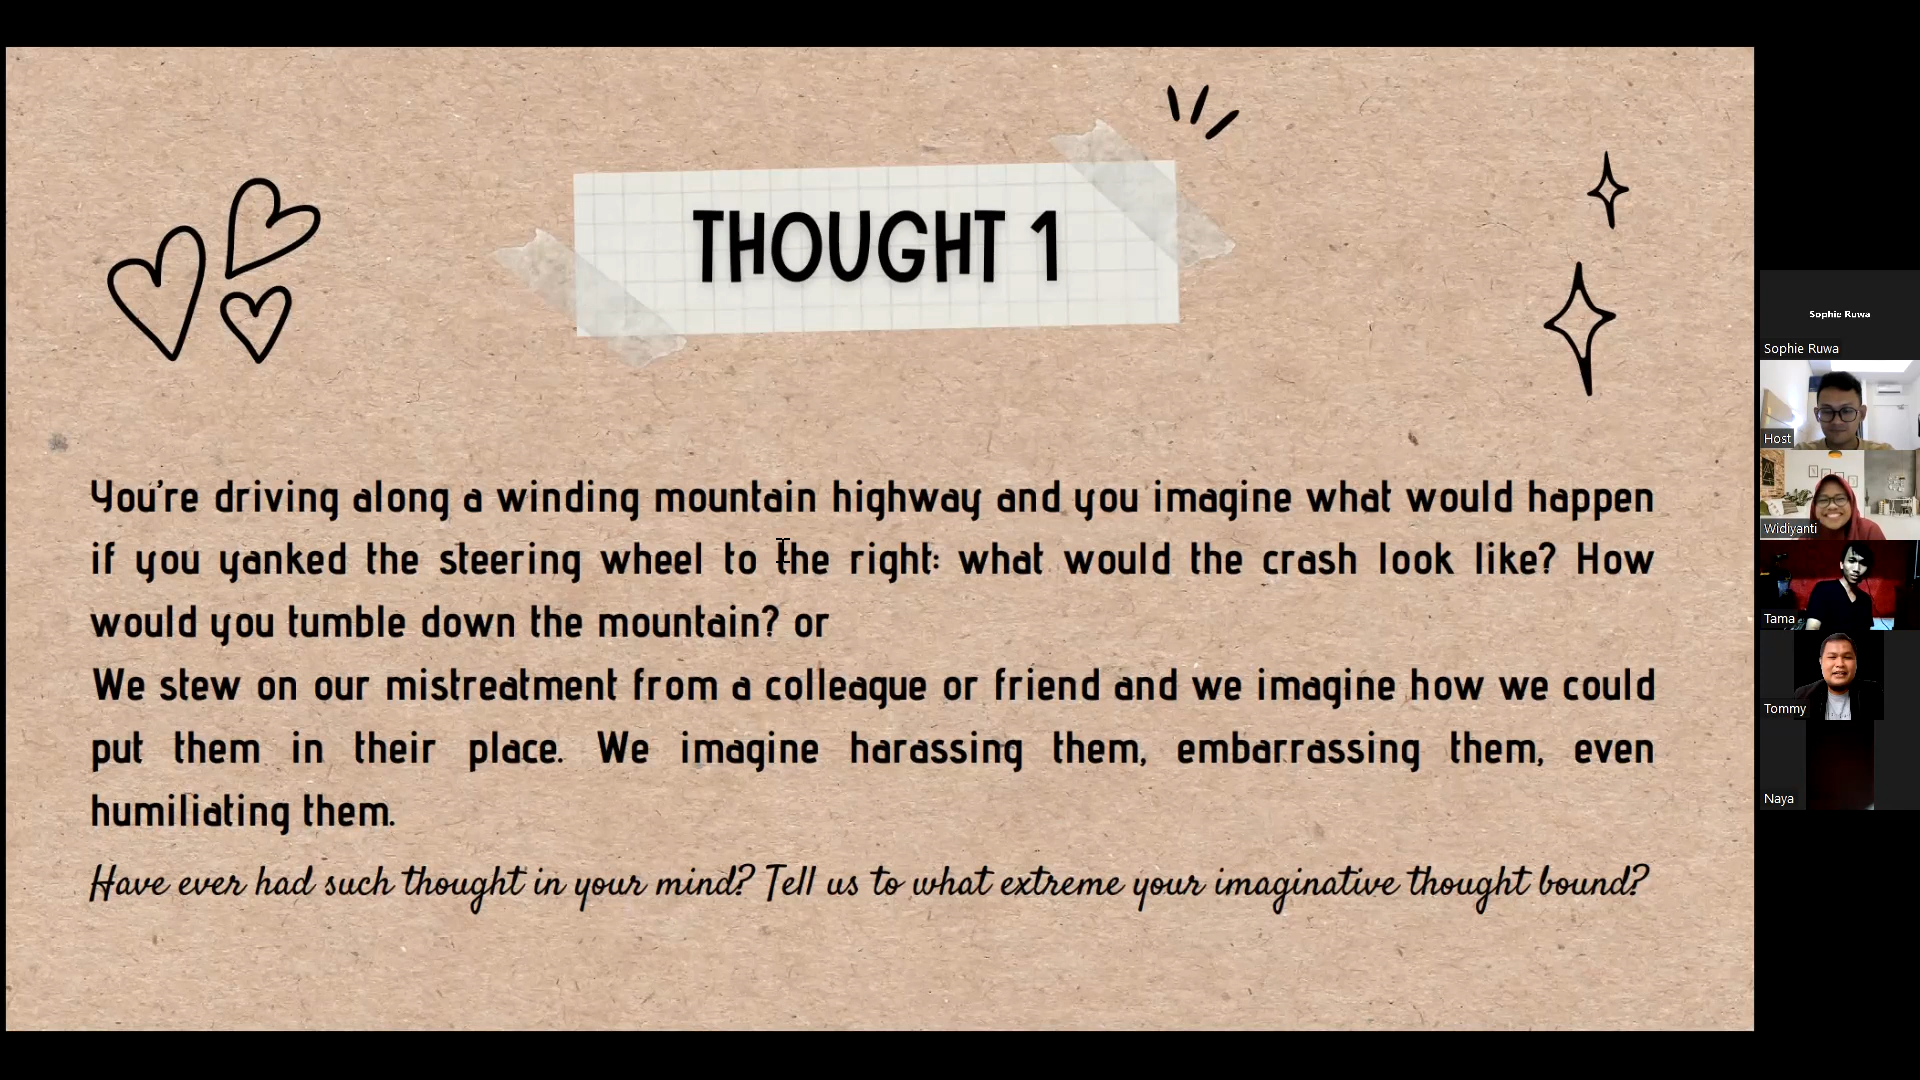 THOUGHT 1
You're driving along a winding mountain highway and you imagine what would happen
if you yanked the steering wheel to the right: what would the crash look like? How
would you tumble down the mountain? or
We stew on our mistreatment from a colleague or friend and we imagine how we could
put them in their place. We imagine harassing them, embarrassing them, even
humiliating them.
Have ever had such thought in your mind? Tell us to what extreme your imaginative thought bound?
Sophie Ruwa
Sophie Ruwa
Host
Widiyanti
Tama
Tommy
Naya